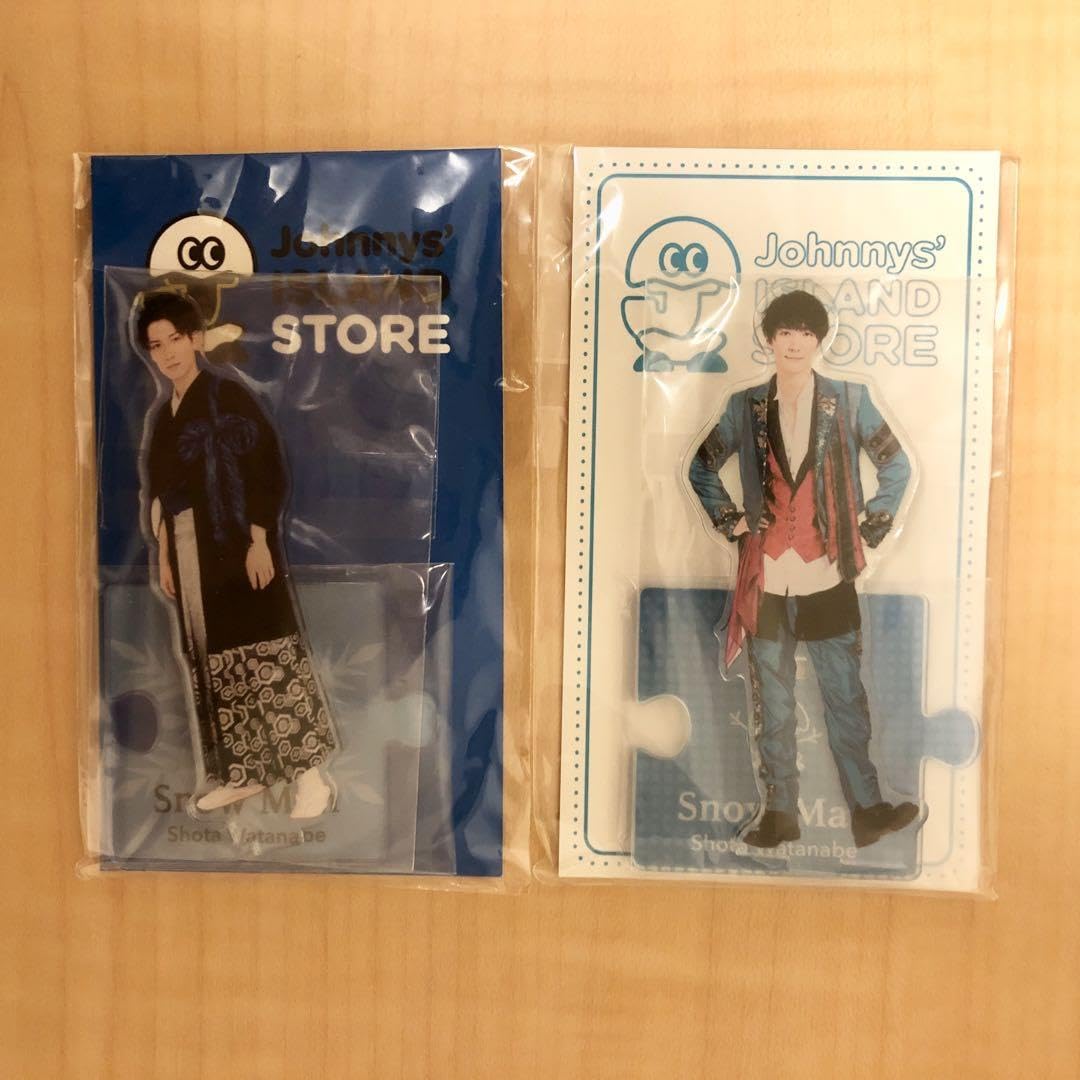 Johnnys'
ISLAND
STORE
Snow Man
Shota Watanabe
Johnnys'
ISLAND
STORE
Snow Man
Shota Watanabe